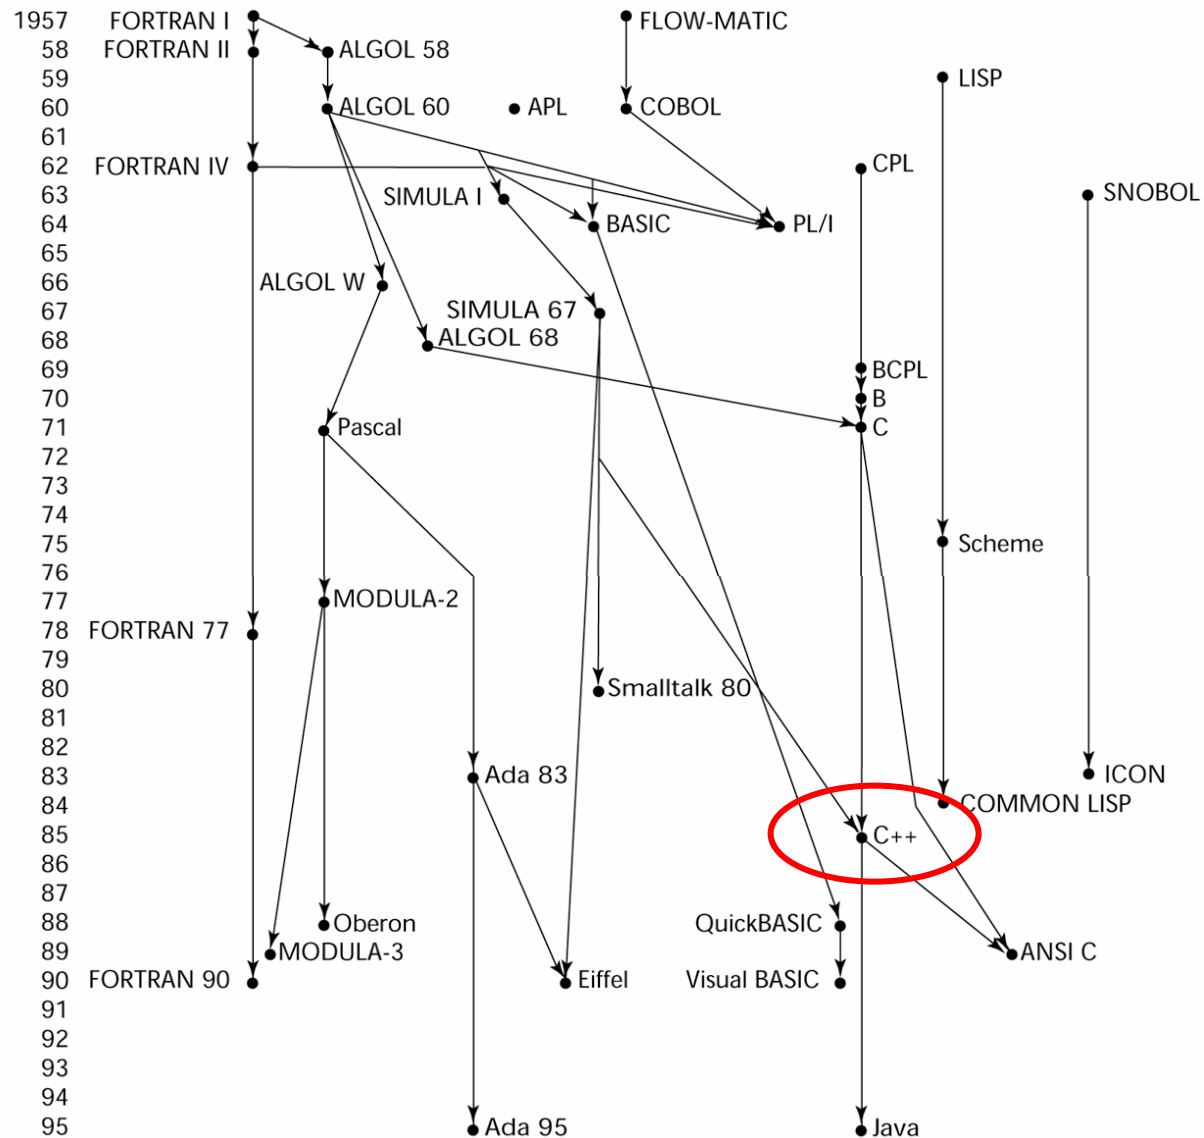 1957 FORTRAN I FLOW-MATIC
58 FORTRAN II ALGOL 58
59 LISP
60 ALGOL 60 APL COBOL
61
62 FORTRAN IV CPL
63 SIMULA I SNOBOL
64 BASIC PL/I
65
66 ALGOL W
67 SIMULA 67
68 ALGOL 68
69 BCPL
70 B
71 Pascal C
72
73
74
75 Scheme
76
77 MODULA-2
78 FORTRAN 77
79
80 Smalltalk 80
81
82
83 Ada 83 ICON
84 COMMON LISP
85 C++
86
87
88 Oberon QuickBASIC
89 MODULA-3 ANSI C
90 FORTRAN 90 Eiffel Visual BASIC
91
92
93
94
95 Ada 95 Java